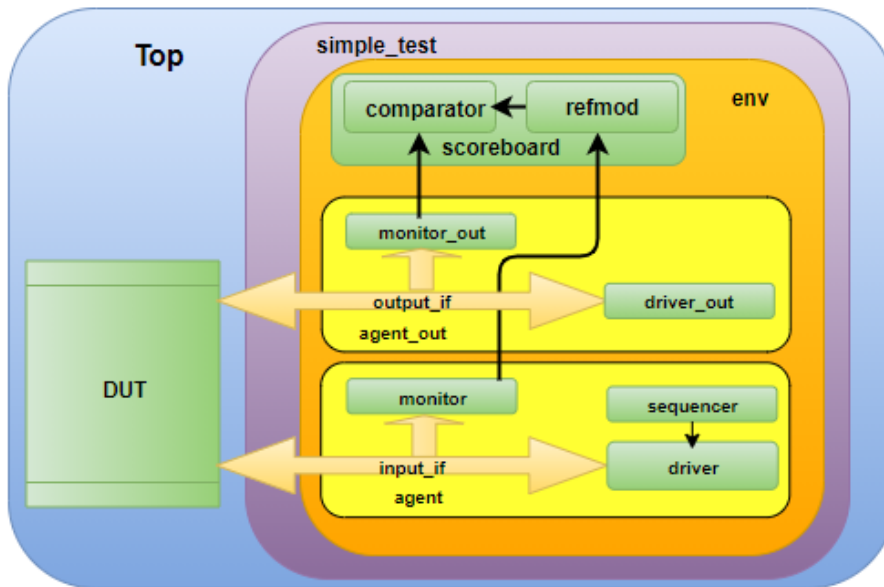 Top
simple_test
env
comparator
refmod
scoreboard
monitor_out
output_if
driver_out
agent_out
DUT
monitor
sequencer
input_if
driver
agent